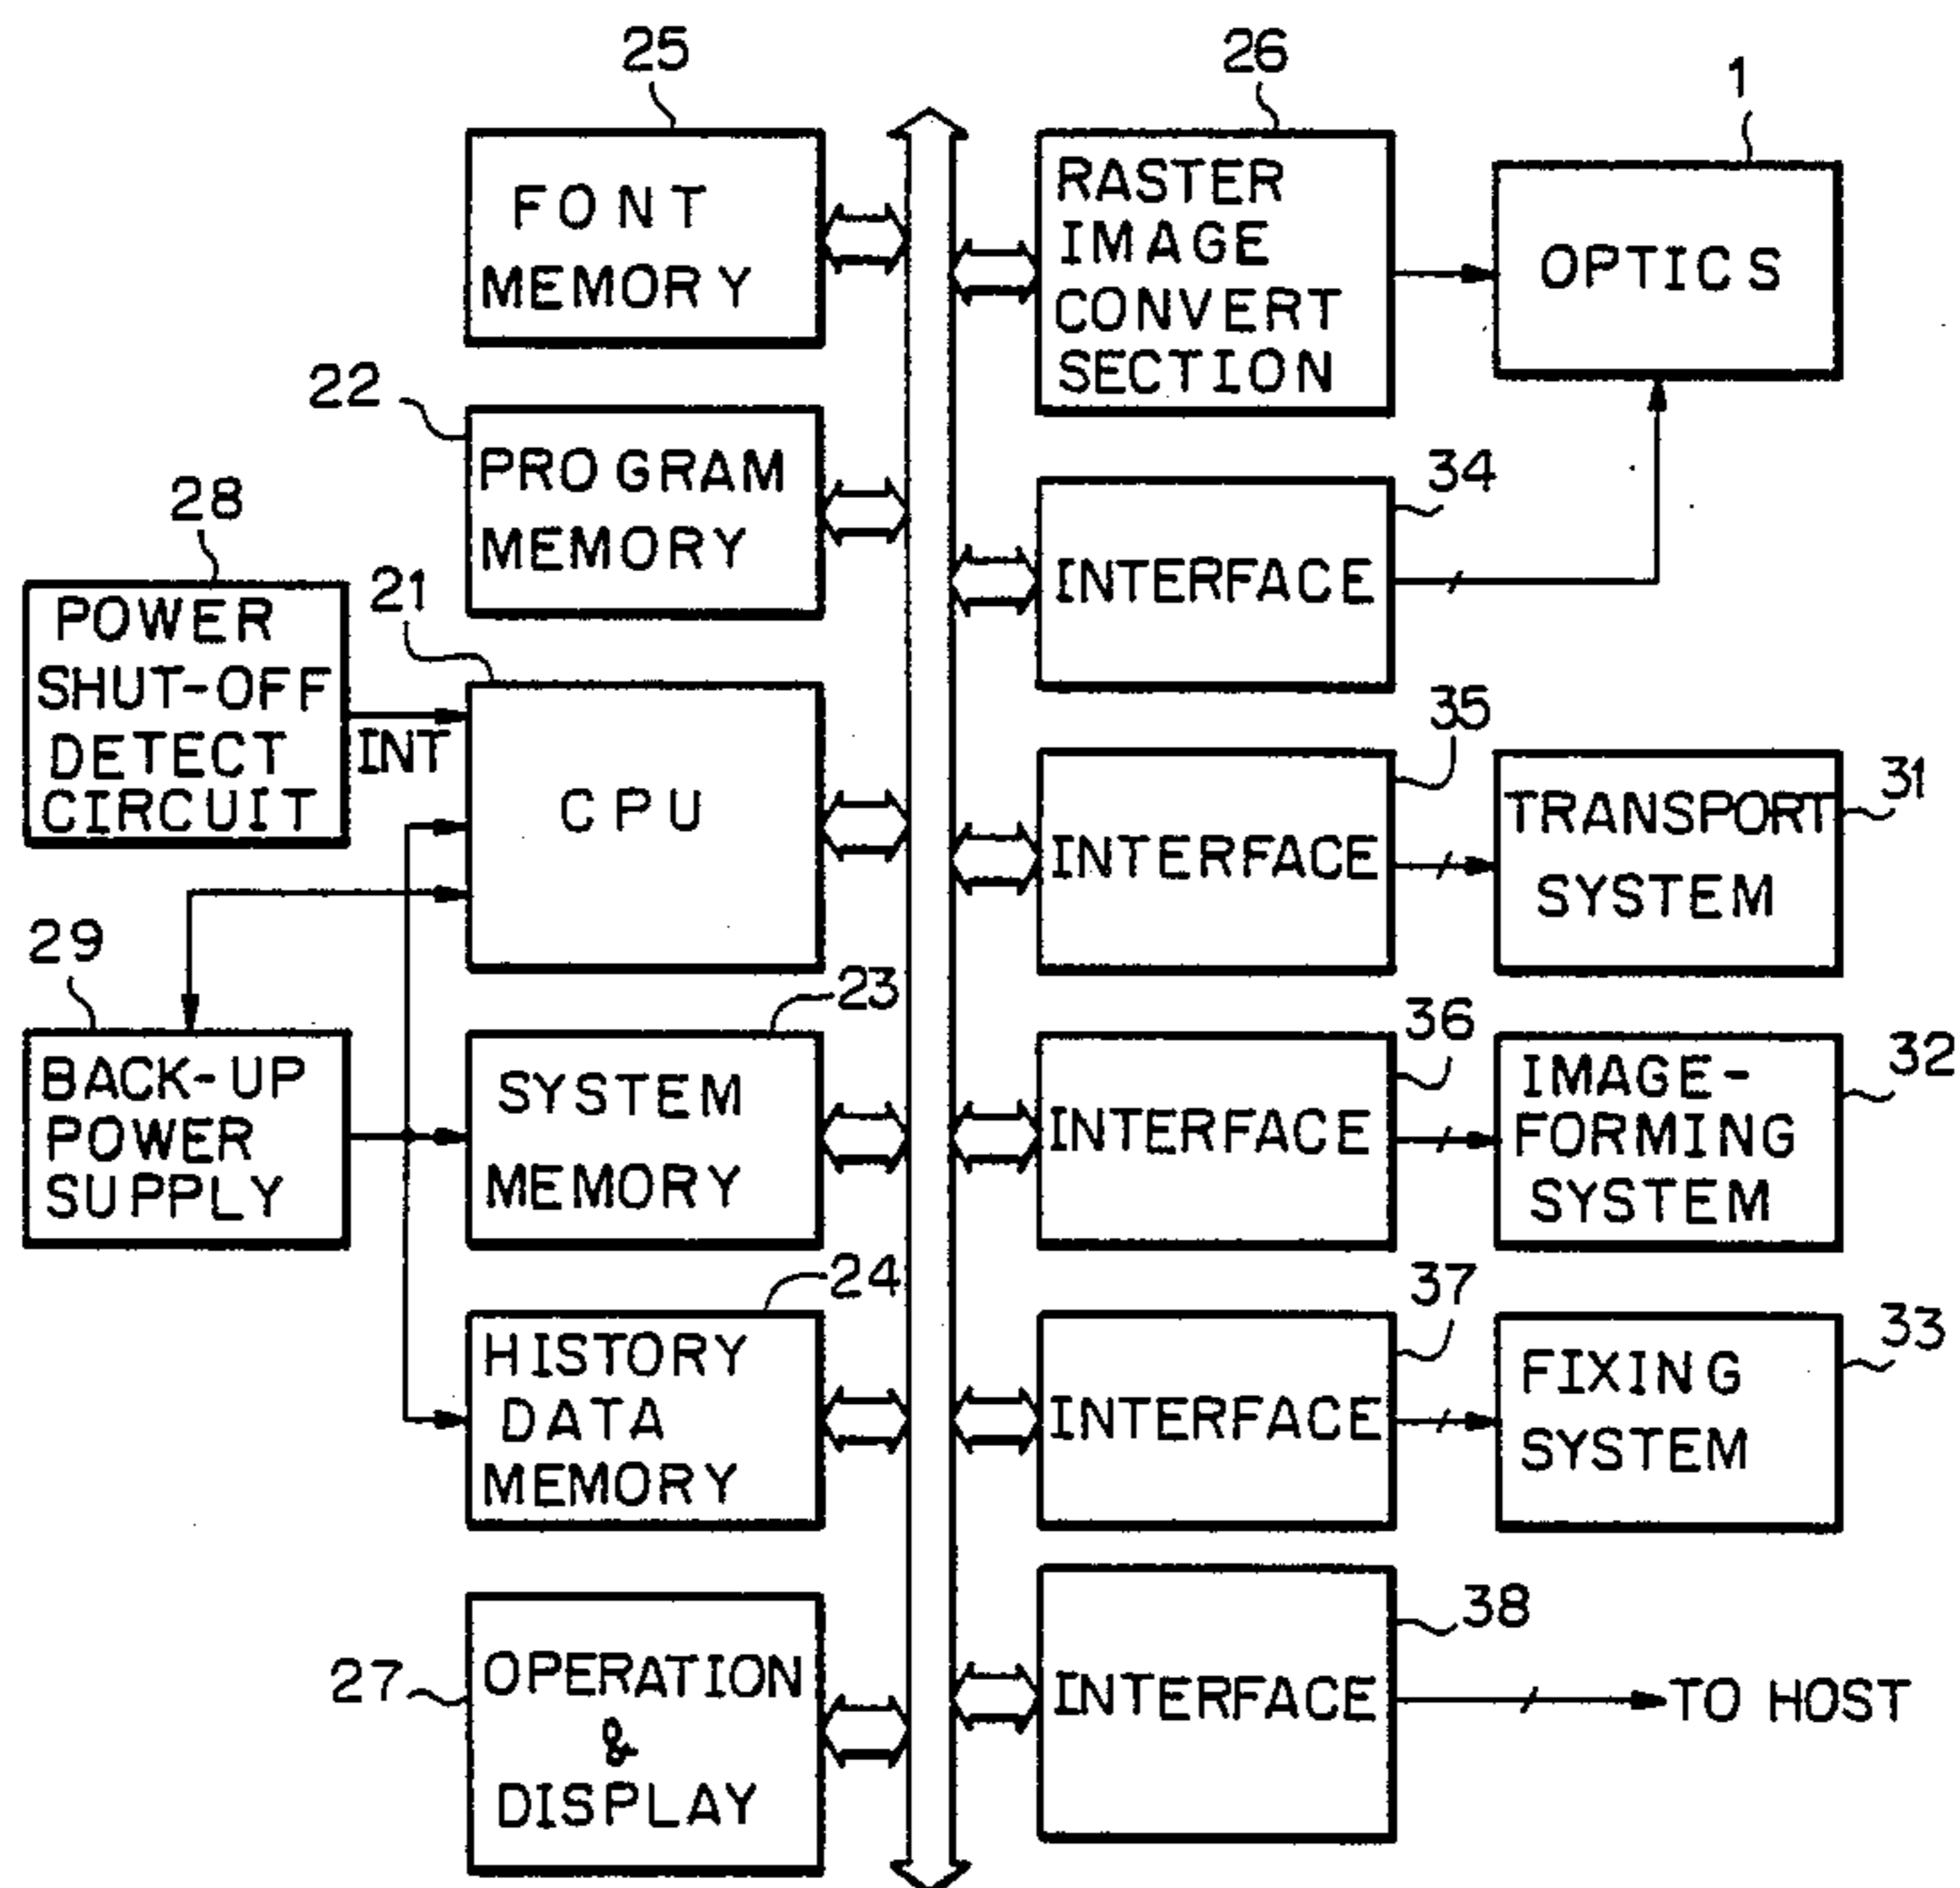 25
FONT
MEMORY
26
RASTER
IMAGE
CONVERT
SECTION
1
OPTICS
22
PROGRAM
MEMORY
34
INTERFACE
28
POWER
SHUT-OFF
DETECT
CIRCUIT
INT
21
CPU
35
INTERFACE
31
TRANSPORT
SYSTEM
29
BACK-UP
POWER
SUPPLY
23
SYSTEM
MEMORY
36
INTERFACE
32
IMAGE-
FORMING
SYSTEM
24
HISTORY
DATA
MEMORY
37
INTERFACE
33
FIXING
SYSTEM
27
OPERATION
&
DISPLAY
38
INTERFACE
TO HOST